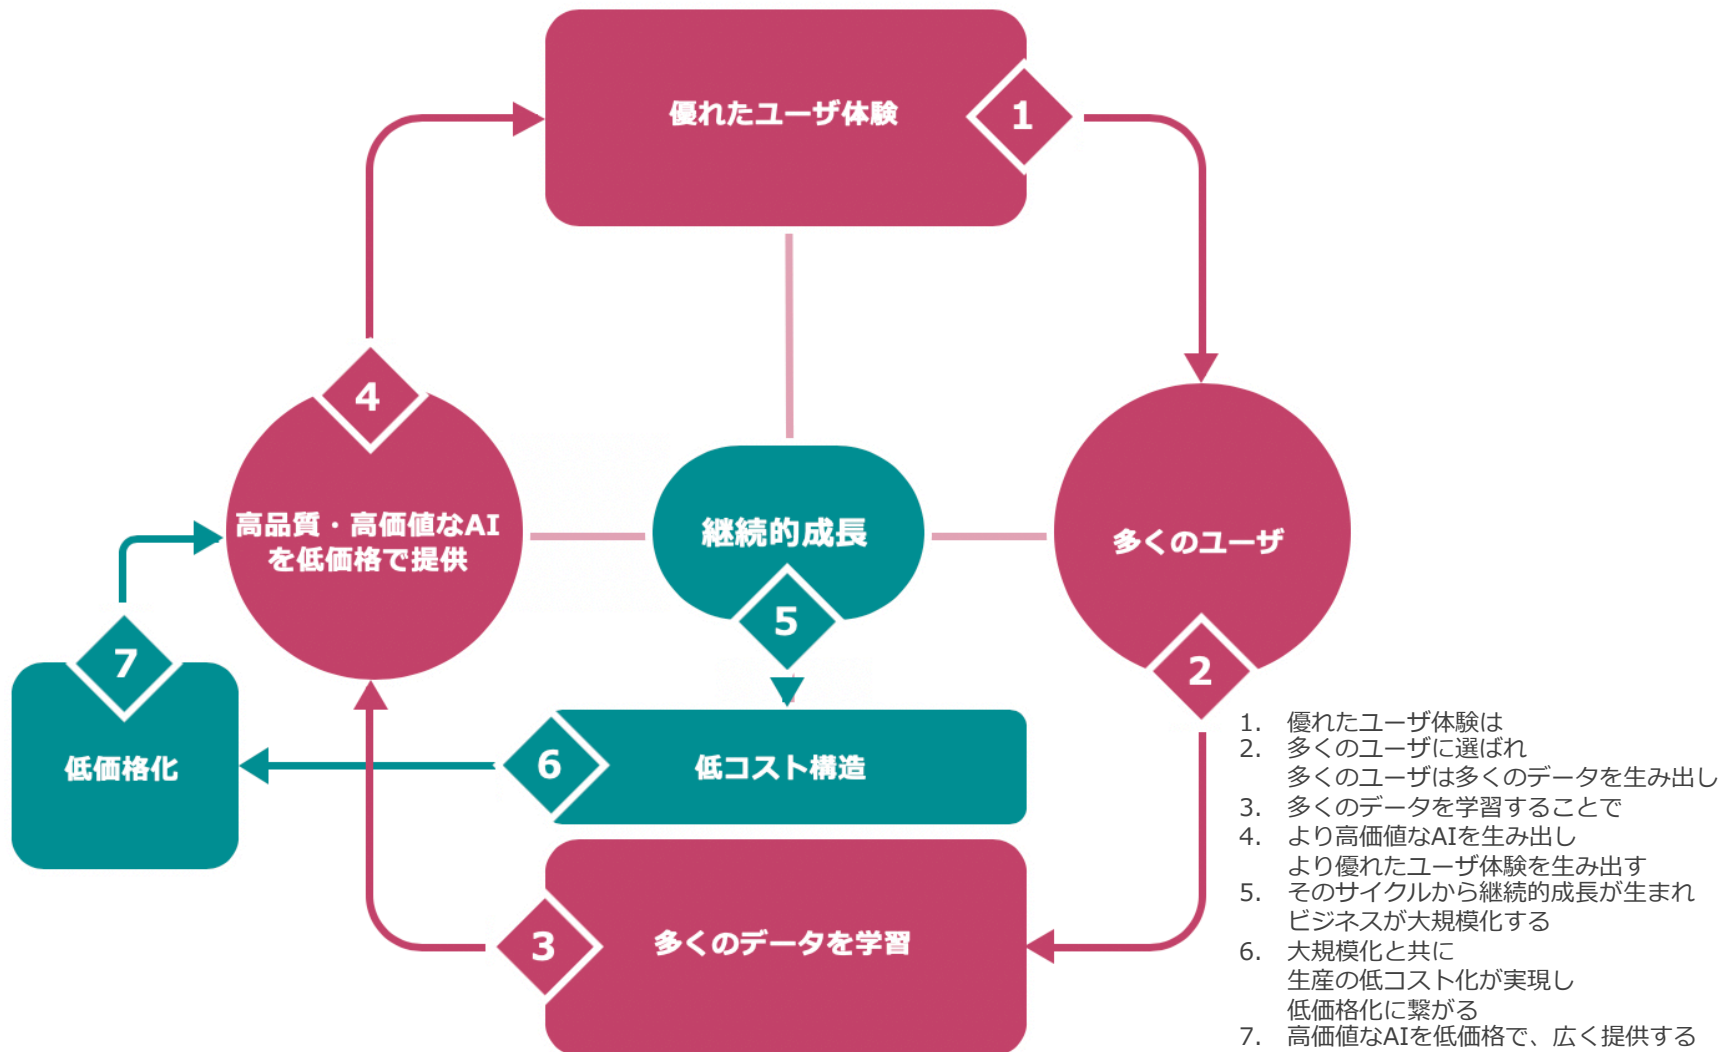 優れたユーザ体験
1
4
高品質・高価値なAI
を低価格で提供
継続的成長
5
多くのユーザ
2
7
低価格化
6
低コスト構造
3
多くのデータを学習
1. 優れたユーザ体験は
2. 多くのユーザに選ばれ
多くのユーザは多くのデータを生み出し
3. 多くのデータを学習することで
4. より高価値なAIを生み出し
より優れたユーザ体験を生み出す
5. そのサイクルから継続的成長が生まれ
ビジネスが大規模化する
6. 大規模化と共に
生産の低コスト化が実現し
低価格化に繋がる
7. 高価値なAIを低価格で、広く提供する